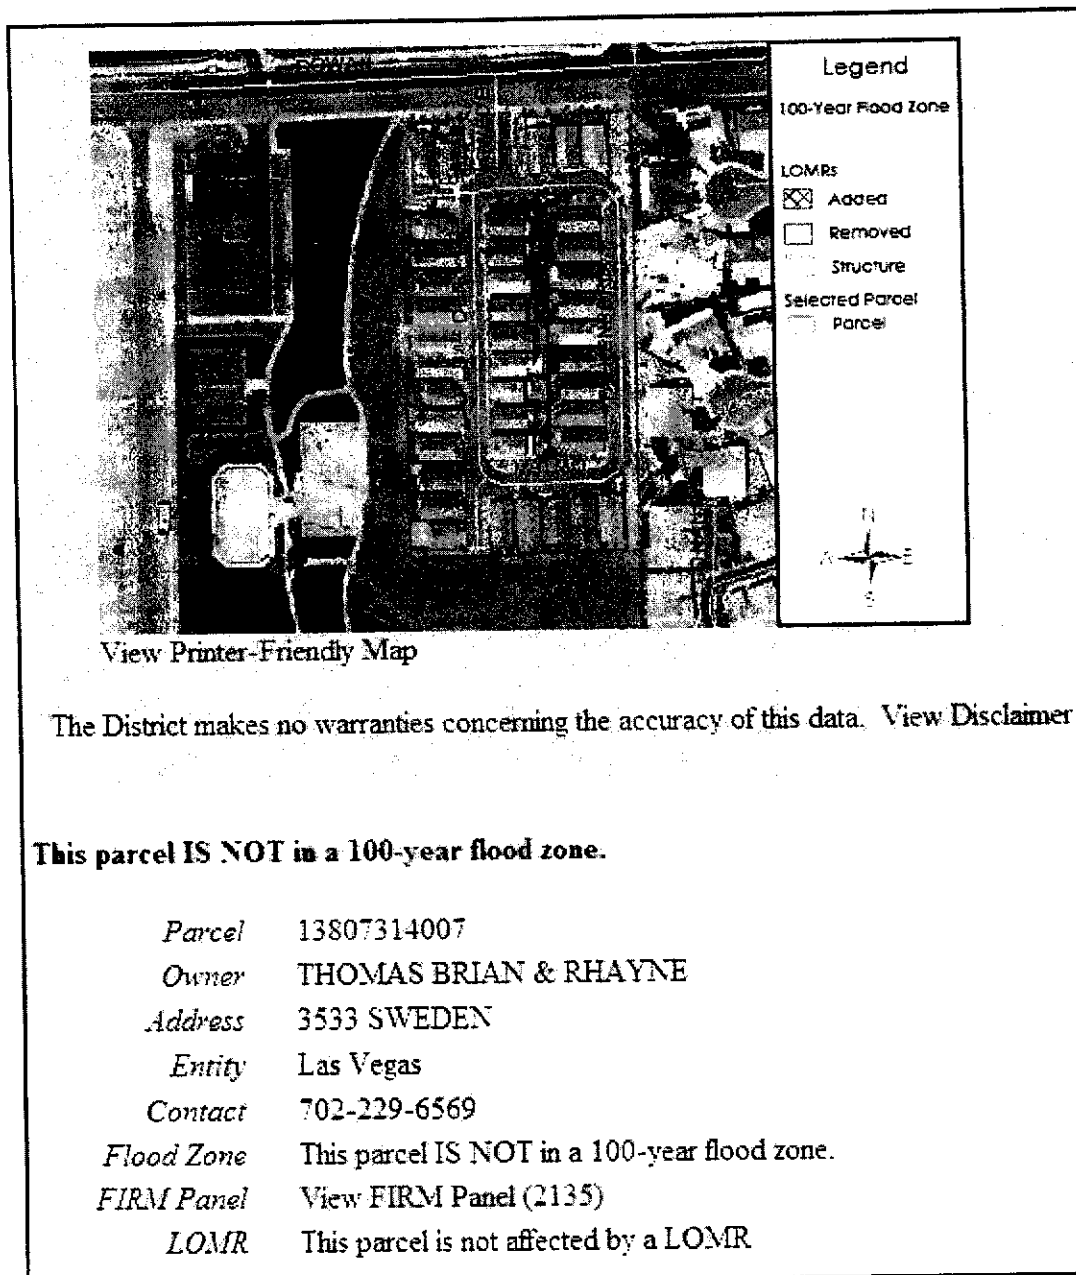 Legend
100-Year Flood Zone
LOMRs
Added
Removed
Structure
Selected Parcel
Parcel
N
E
S
View Printer-Friendly Map
The District makes no warranties concerning the accuracy of this data. View Disclaimer
This parcel IS NOT in a 100-year flood zone.
Parcel 13807314007
Owner THOMAS BRIAN & RHAYNE
Address 3533 SWEDEN
Entity Las Vegas
Contact 702-229-6569
Flood Zone This parcel IS NOT in a 100-year flood zone.
FIRM Panel View FIRM Panel (2135)
LOMR This parcel is not affected by a LOMR